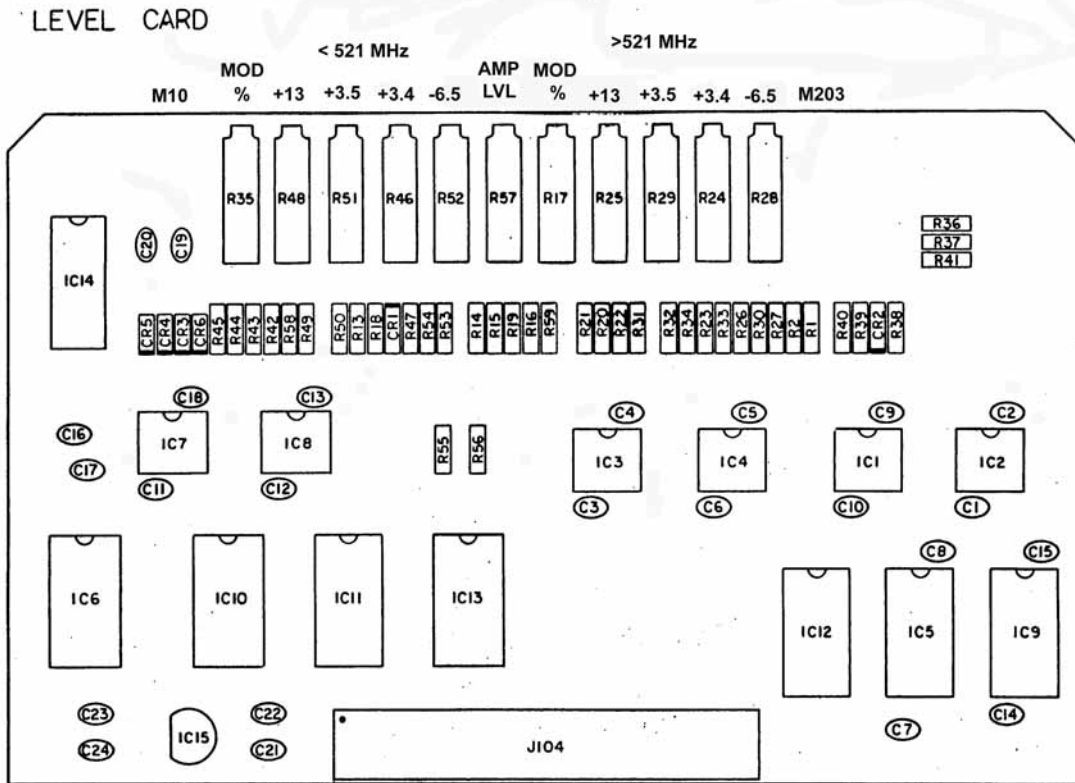 LEVEL CARD
< 521 MHz >521 MHz
MOD AMP MOD
M10 % +13 +3.5 +3.4 -6.5 LVL % +13 +3.5 +3.4 -6.5 M203
R35 R48 R51 R46 R52 R57 R17 R25 R29 R24 R28
R36
R37
R41
IC14 C20 C19
CR5 CR4 CR3 CR6 R45 R44 R43 R42 R58 R49 R50 R13 R18 CR1 R47 R54 R53 R14 R15 R19 R16 R59 R21 R20 R22 R31 R32 R34 R23 R33 R26 R30 R27 R2 R1 R40 R39 CR2 R38
C18 C13 C4 C5 C9 C2
C16 IC7 IC8 R55 R56 IC3 IC4 IC1 IC2
C17
C11 C12 C3 C6 C10 C1
C8 C15
IC6 IC10 IC11 IC13 IC12 IC5 IC9
C23 C22 C7 C14
IC15
C24 C21 J104